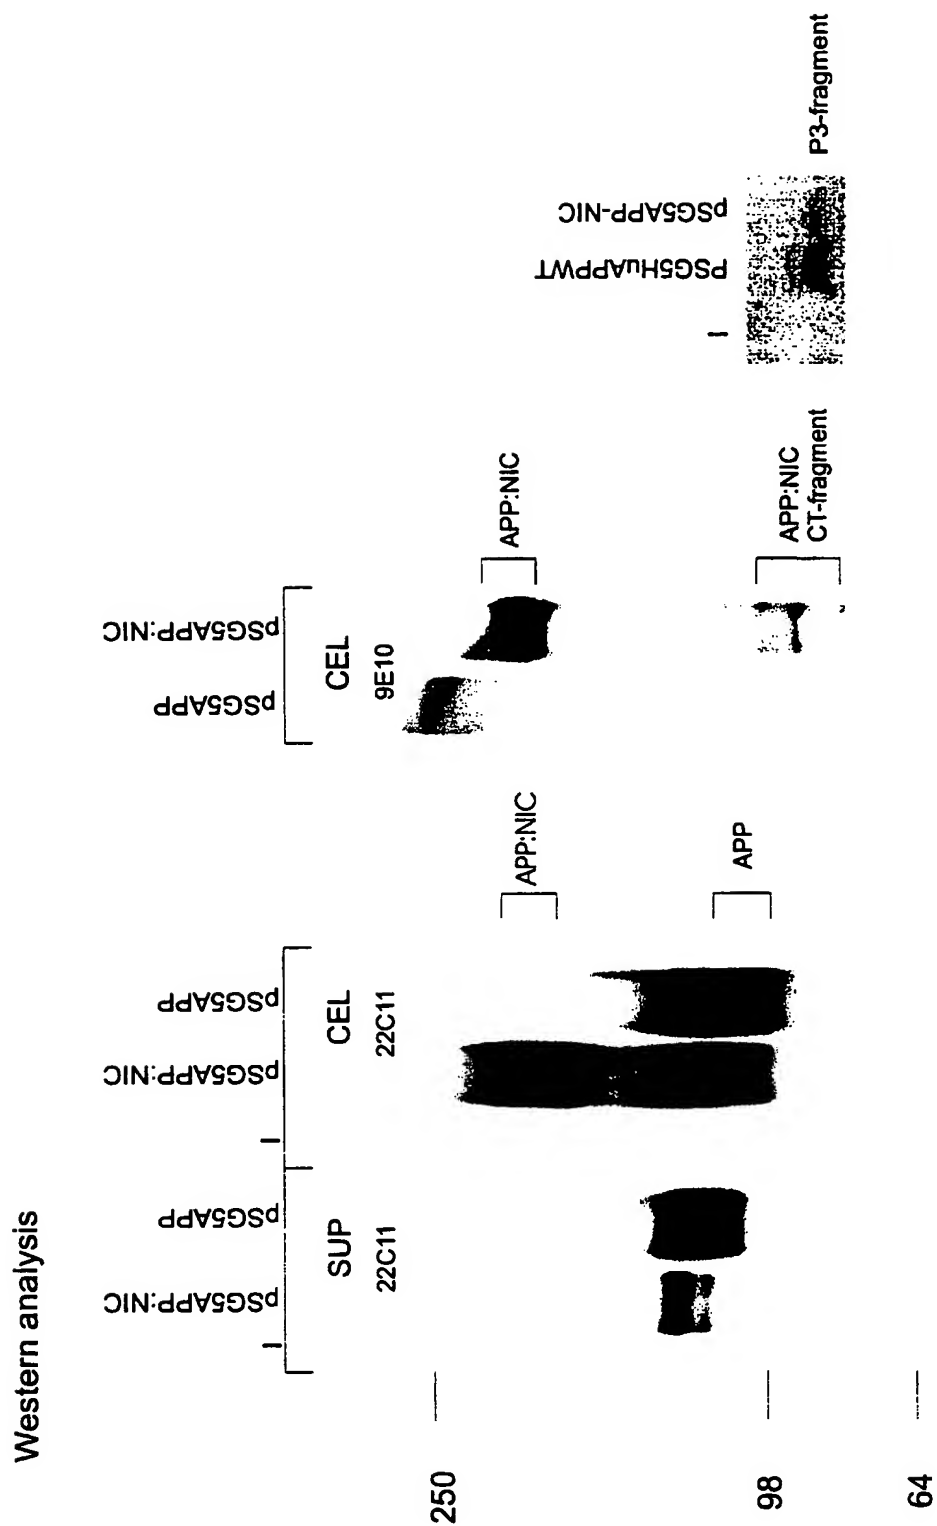 Western analysis
–
pSG5APP:NIC
pSG5APP
–
pSG5APP:NIC
pSG5APP
pSG5APP
pSG5APP:NIC
SUP
22C11
CEL
22C11
CEL
9E10
250
98
64
APP:NIC
APP
APP:NIC
APP:NIC
CT-fragment
–
PSG5HuAPPWT
pSG5APP-NIC
P3-fragment